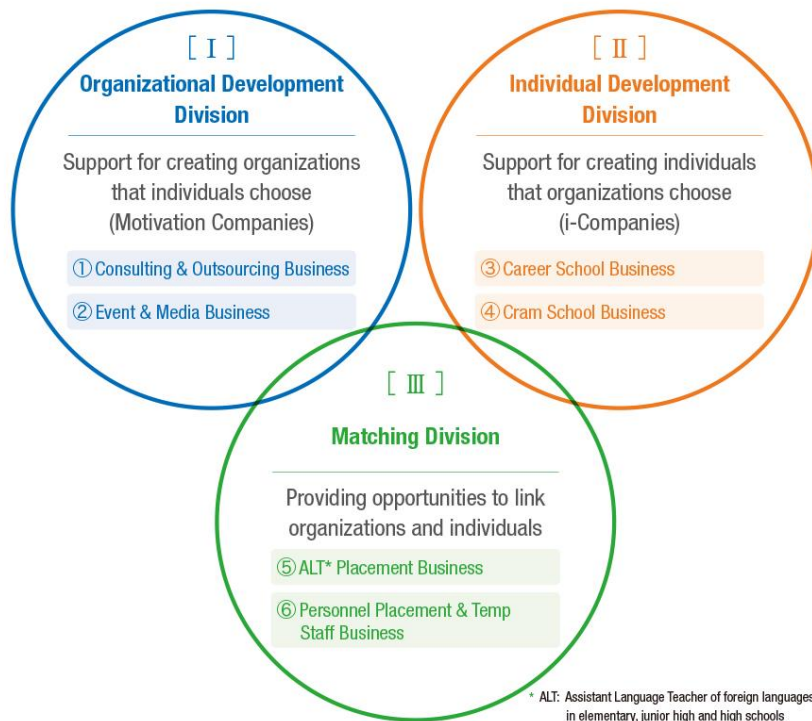 [ Ⅰ ]
Organizational Development
Division
Support for creating organizations
that individuals choose
(Motivation Companies)
① Consulting & Outsourcing Business
② Event & Media Business
[ Ⅱ ]
Individual Development
Division
Support for creating individuals
that organizations choose
(i-Companies)
③ Career School Business
④ Cram School Business
[ Ⅲ ]
Matching Division
Providing opportunities to link
organizations and individuals
⑤ ALT* Placement Business
⑥ Personnel Placement & Temp
Staff Business
* ALT: Assistant Language Teacher of foreign languages
in elementary, junior high and high schools